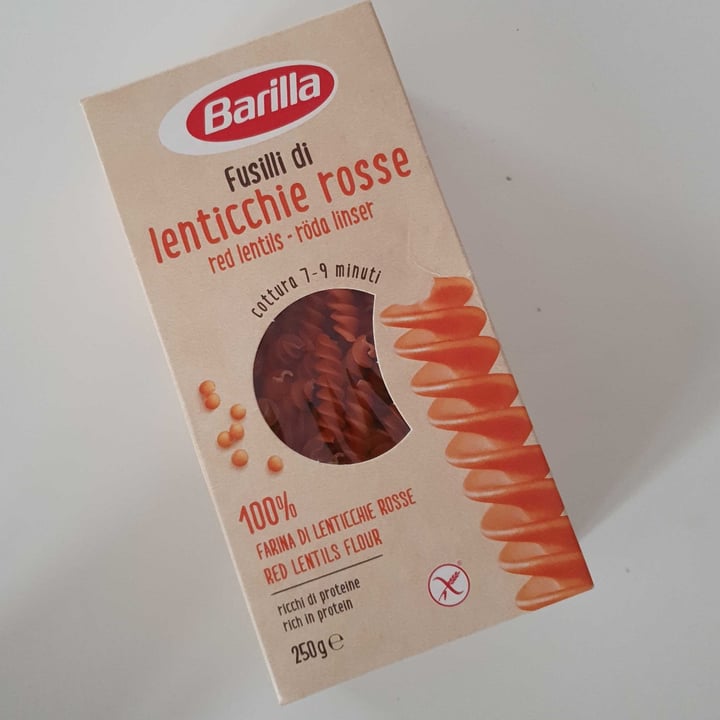 Barilla
Fusilli di
lenticchie rosse
red lentils - röda linser
cottura 7-9 minuti
100%
FARINA DI LENTICCHIE ROSSE
RED LENTILS FLOUR
ricchi di proteine
rich in protein
250g℮